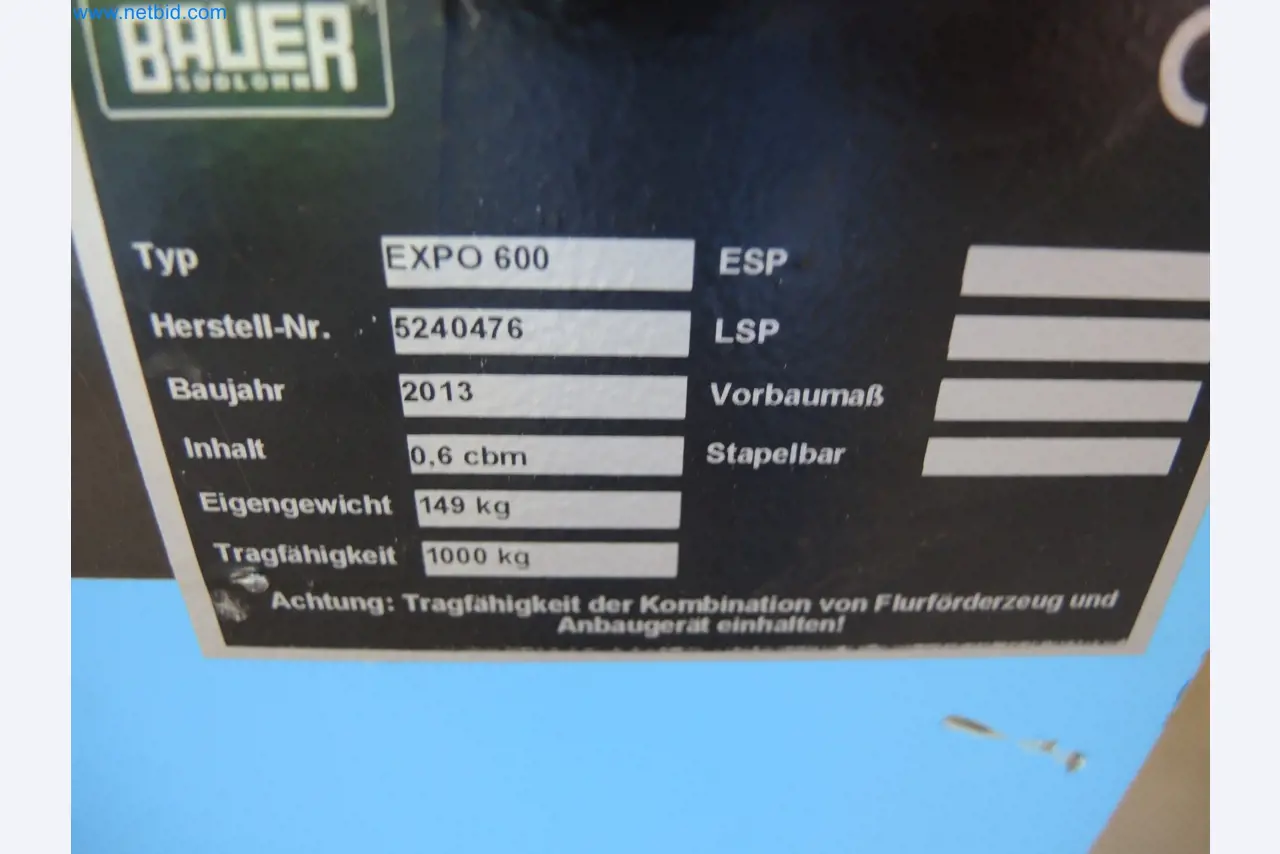 www.netbid.com
BAUER
SÜDLOHN
Typ EXPO 600 ESP
Herstell-Nr. 5240476 LSP
Baujahr 2013 Vorbaumaß
Inhalt 0,6 cbm Stapelbar
Eigengewicht 149 kg
Tragfähigkeit 1000 kg
Achtung: Tragfähigkeit der Kombination von Flurförderzeug und
Anbaugerät einhalten!